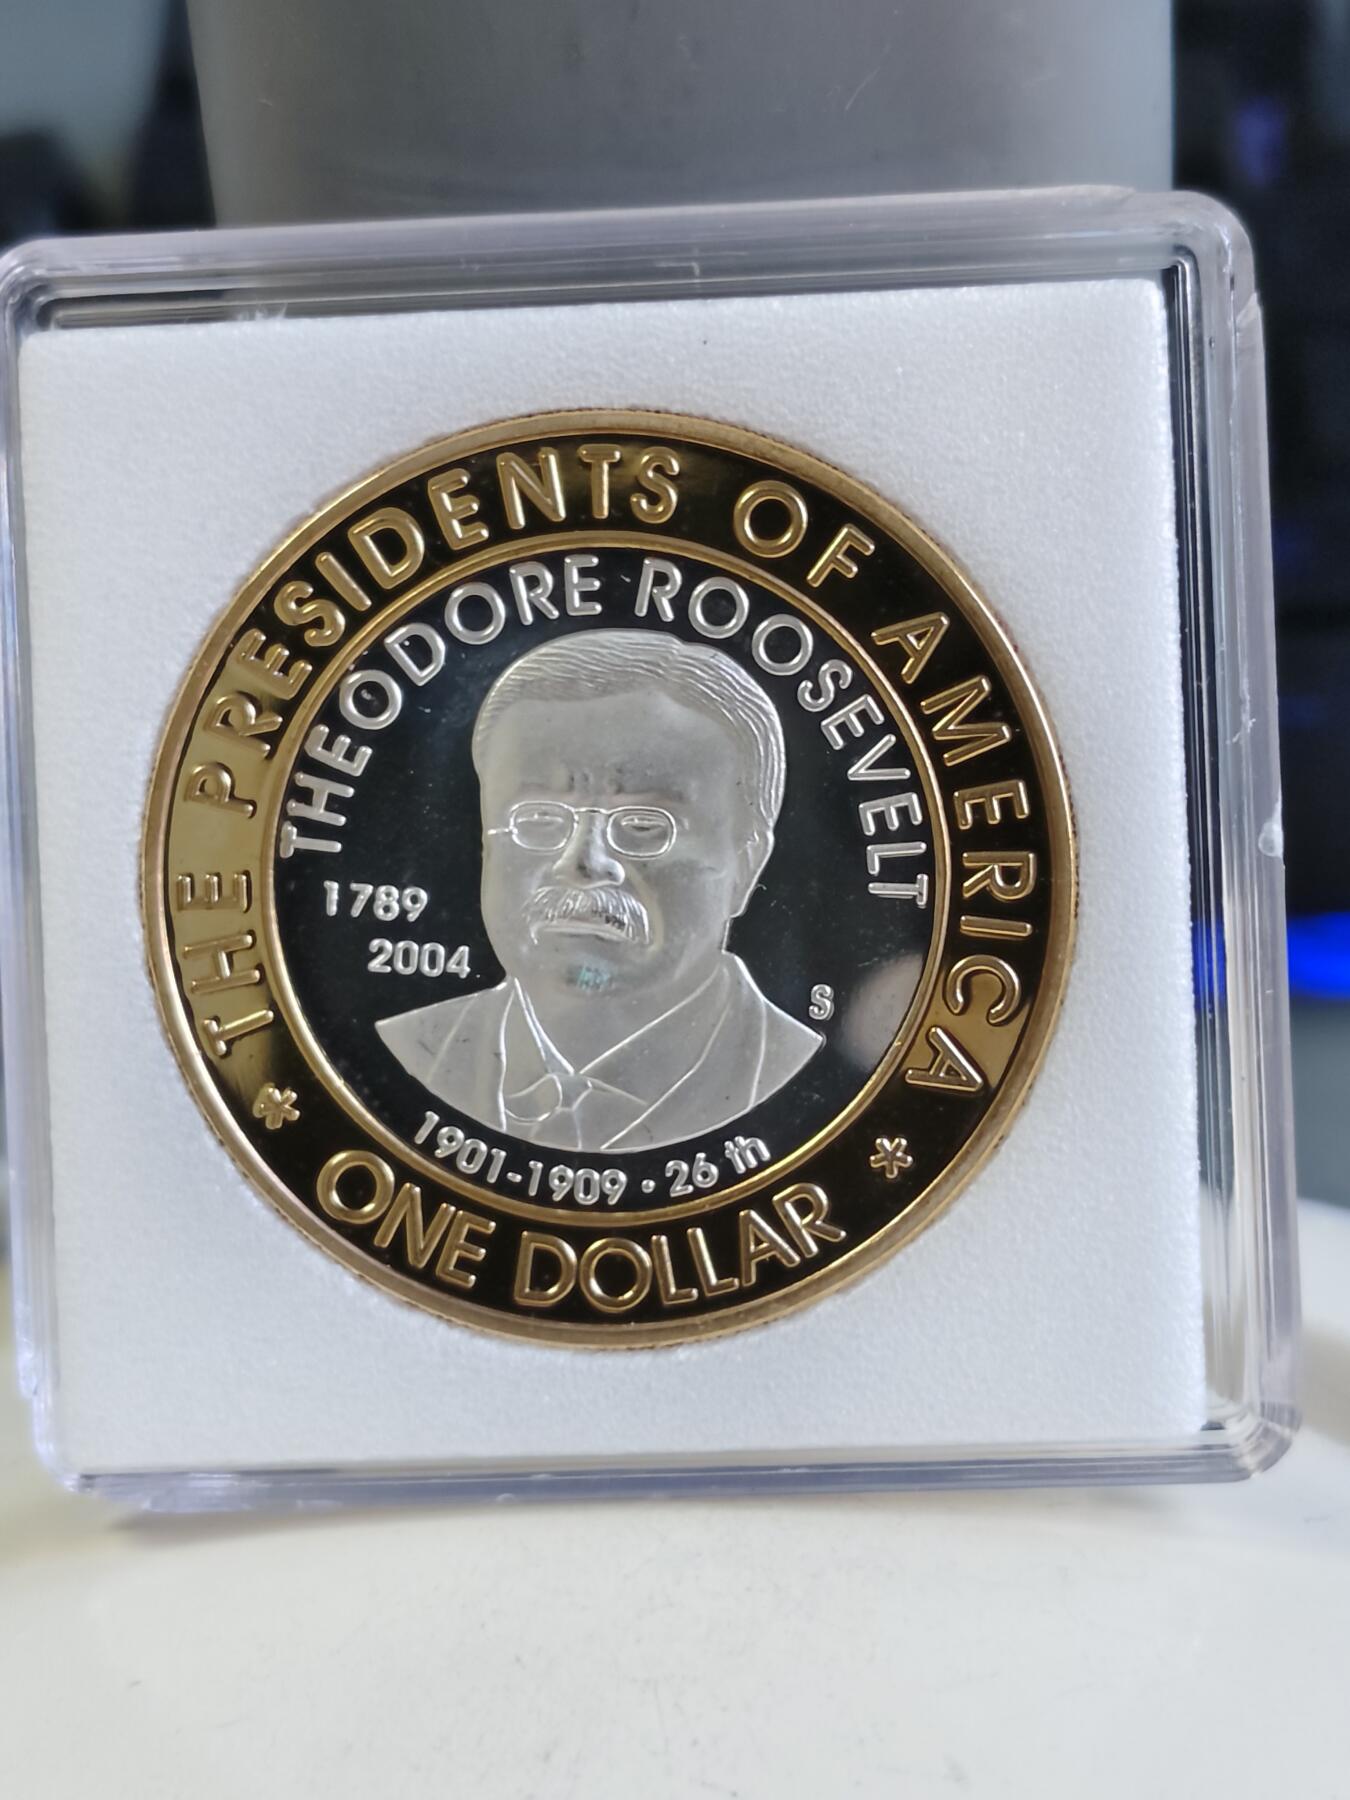 THE PRESIDENTS OF AMERICA
THEODORE ROOSEVELT
1789
2004
S
1901-1909 • 26 th
* ONE DOLLAR *